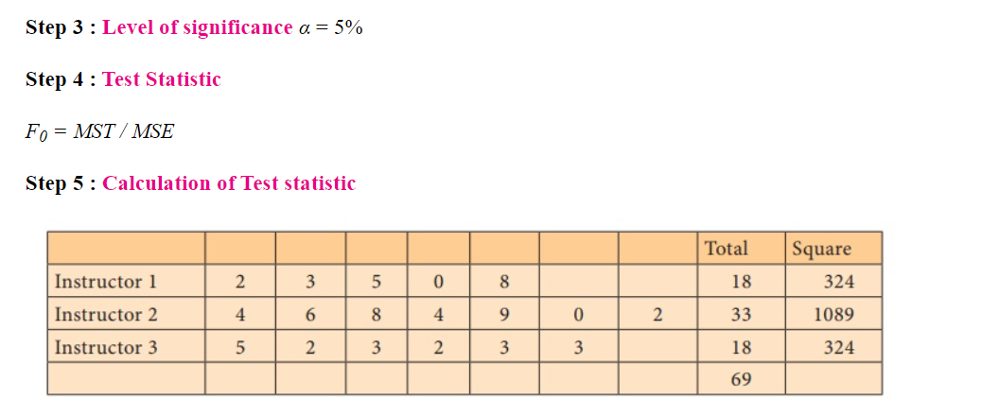 Step 3 : Level of significance α = 5%
Step 4 : Test Statistic
F0 = MST / MSE
Step 5 : Calculation of Test statistic
Total Square
Instructor 1 2 3 5 0 8 18 324
Instructor 2 4 6 8 4 9 0 2 33 1089
Instructor 3 5 2 3 2 3 3 18 324
69